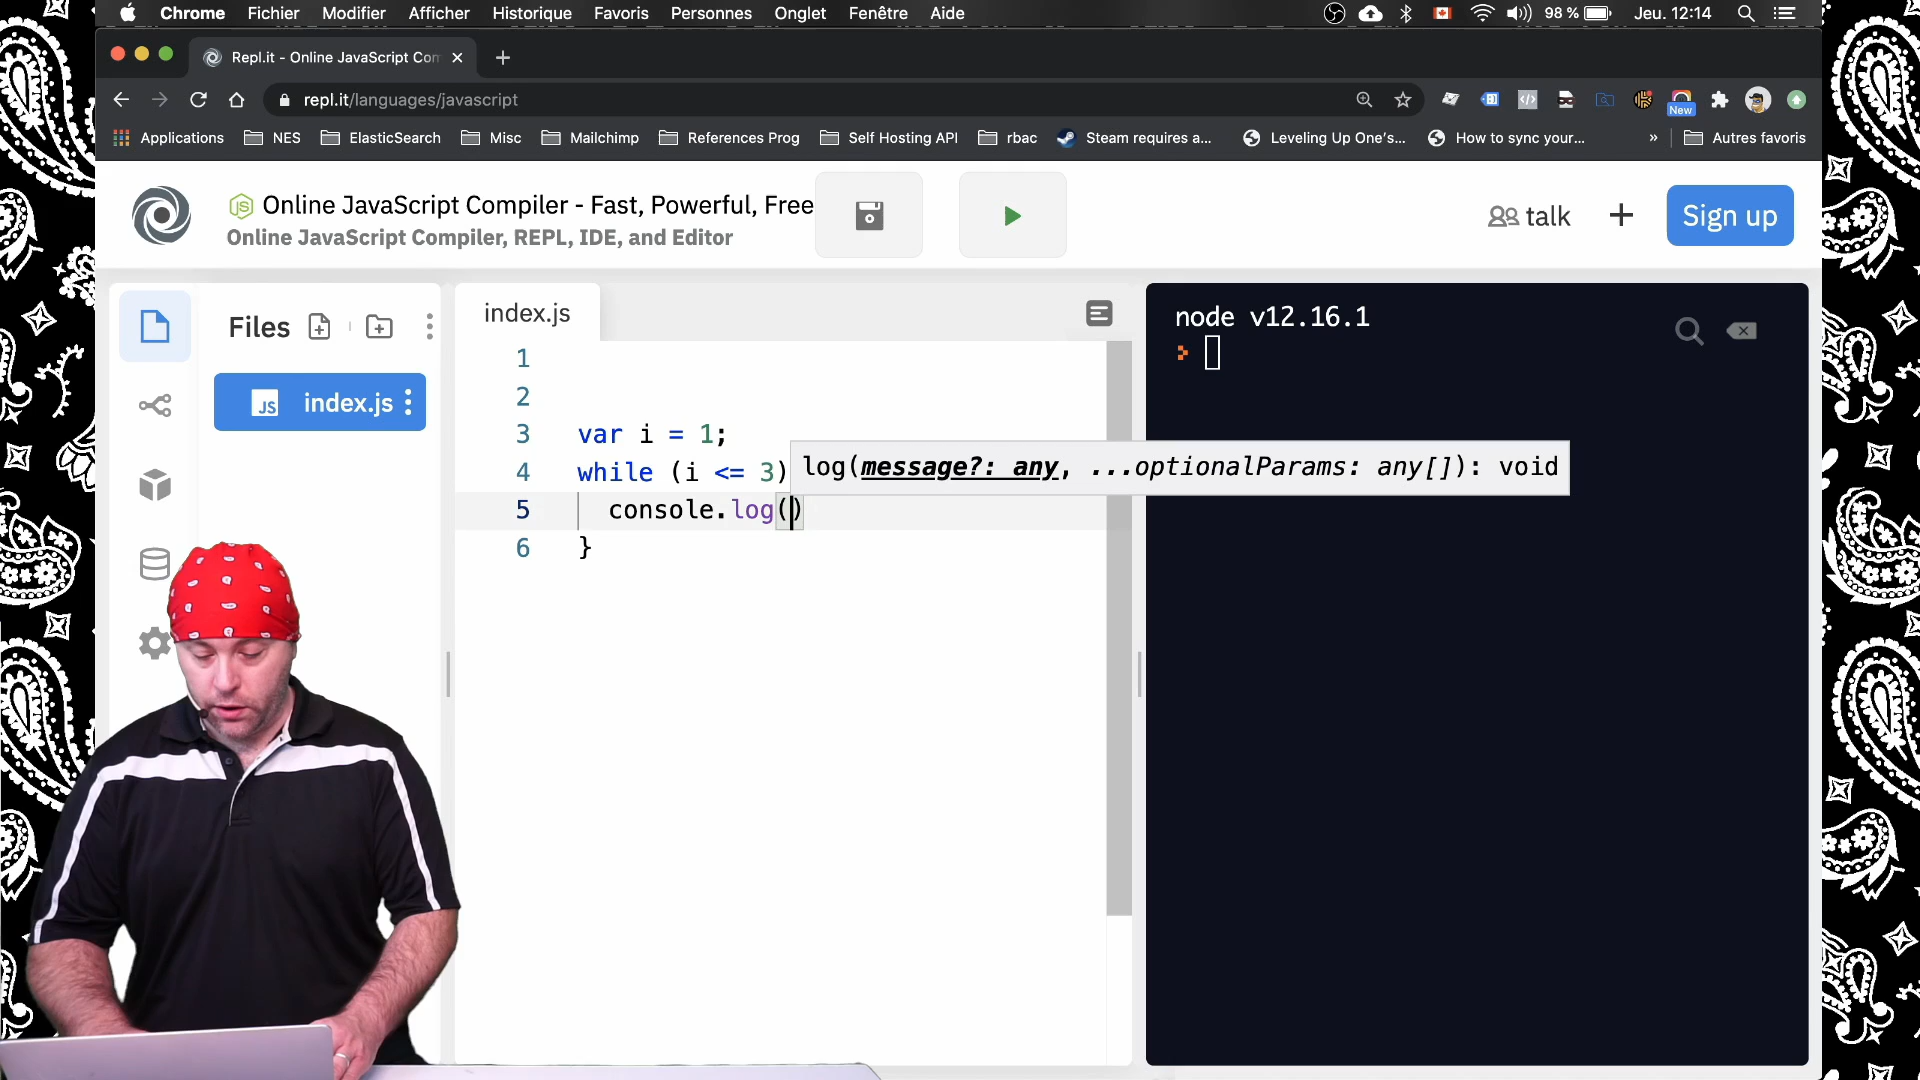 Chrome Fichier Modifier Afficher Historique Favoris Personnes Onglet Fenêtre Aide 98 % Jeu. 12:14
Repl.it - Online JavaScript Com
repl.it/languages/javascript
New
Applications NES ElasticSearch Misc Mailchimp References Prog Self Hosting API rbac Steam requires a... Leveling Up One's... How to sync your... » Autres favoris
Online JavaScript Compiler - Fast, Powerful, Free
Online JavaScript Compiler, REPL, IDE, and Editor
talk
Sign up
Files
JS index.js
index.js
1
2
3 var i = 1;
4 while (i <= 3)
5 console.log()
6 }
log(message?: any, ...optionalParams: any[]): void
node v12.16.1